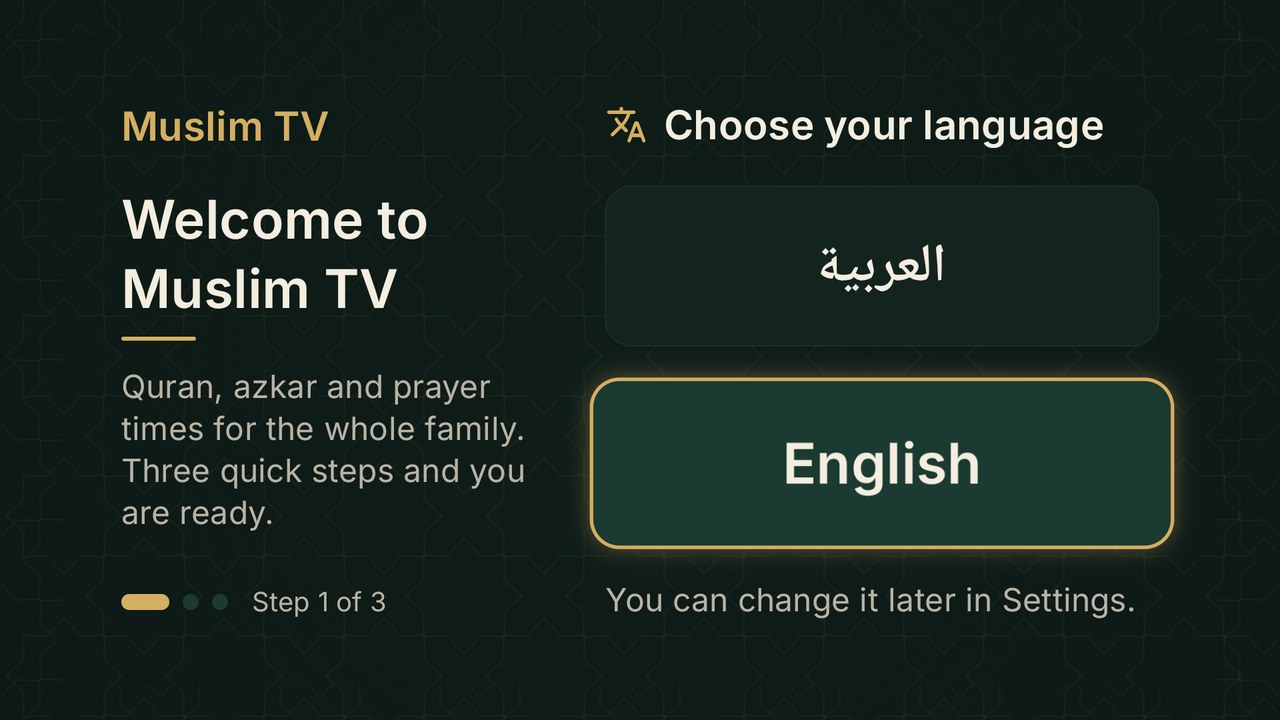 Muslim TV
Welcome to
Muslim TV
Quran, azkar and prayer
times for the whole family.
Three quick steps and you
are ready.
Step 1 of 3
Choose your language
العربية
English
You can change it later in Settings.